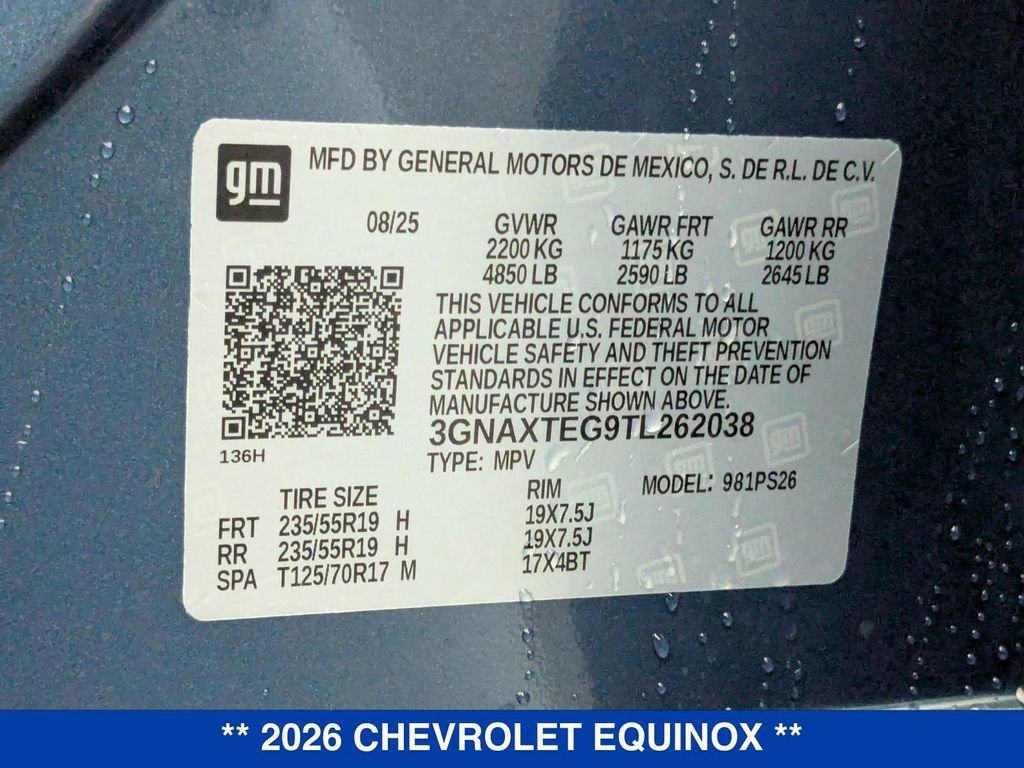 gm
MFD BY GENERAL MOTORS DE MEXICO, S. DE R.L. DE C.V.
08/25 GVWR GAWR FRT GAWR RR
2200 KG 1175 KG 1200 KG
4850 LB 2590 LB 2645 LB
THIS VEHICLE CONFORMS TO ALL
APPLICABLE U.S. FEDERAL MOTOR
VEHICLE SAFETY AND THEFT PREVENTION
STANDARDS IN EFFECT ON THE DATE OF
MANUFACTURE SHOWN ABOVE.
3GNAXTEG9TL262038
136H
TYPE: MPV
MODEL: 981PS26
TIRE SIZE RIM
FRT 235/55R19 H 19X7.5J
RR 235/55R19 H 19X7.5J
SPA T125/70R17 M 17X4BT
** 2026 CHEVROLET EQUINOX **